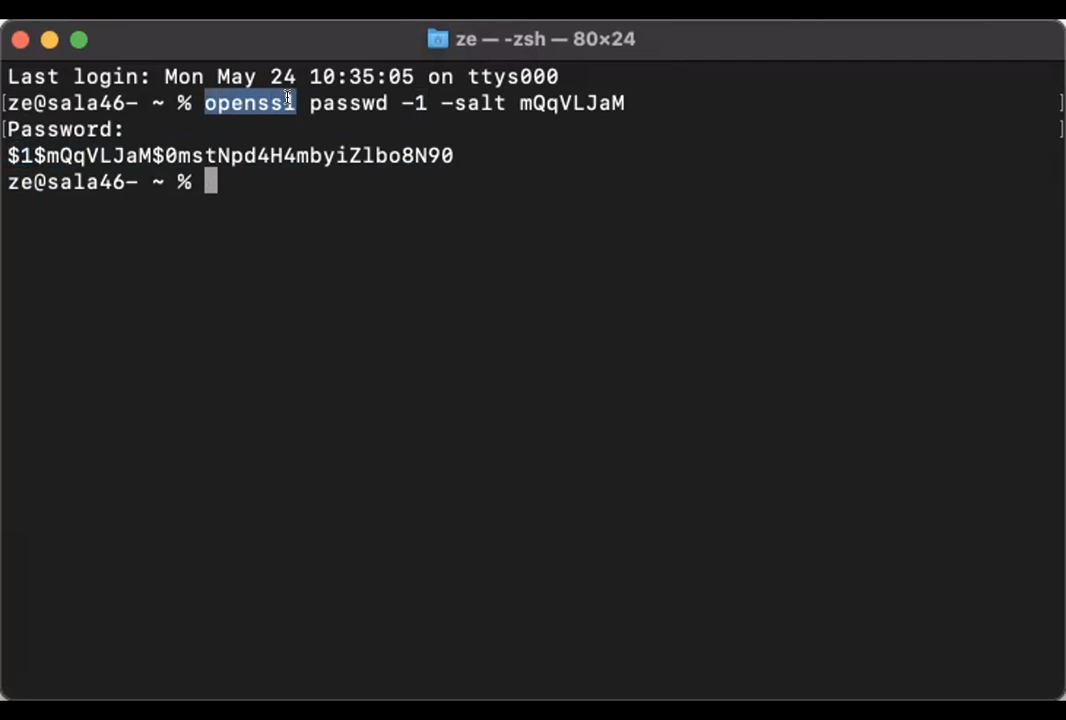 ze — -zsh — 80×24
Last login: Mon May 24 10:35:05 on ttys000
ze@sala46- ~ % openssl passwd -1 -salt mQqVLJaM
Password:
$1$mQqVLJaM$0mstNpd4H4mbyiZlbo8N90
ze@sala46- ~ %